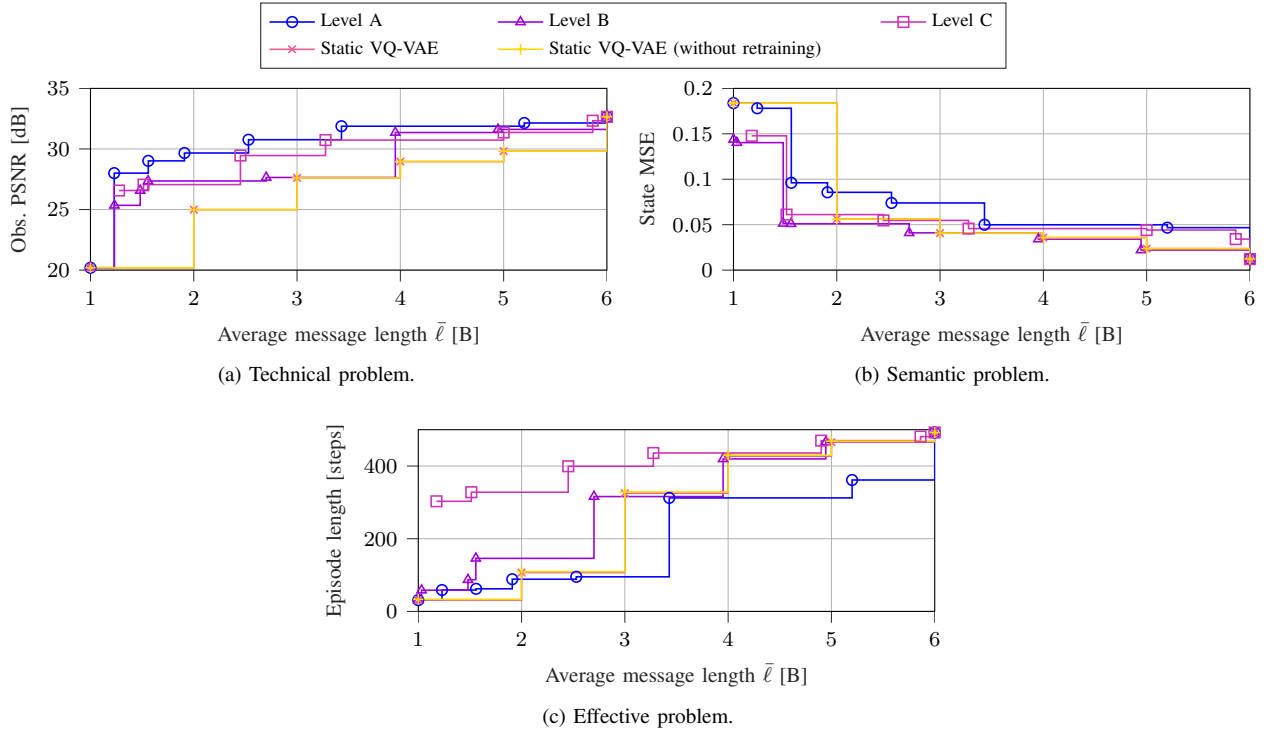 Level A Level B Level C
Static VQ-VAE Static VQ-VAE (without retraining)
35
30
25
20
1 2 3 4 5 6
Obs. PSNR [dB]
Average message length ℓ̄ [B]
(a) Technical problem.
0.2
0.15
0.1
0.05
0
1 2 3 4 5 6
State MSE
Average message length ℓ̄ [B]
(b) Semantic problem.
400
200
0
1 2 3 4 5 6
Episode length [steps]
Average message length ℓ̄ [B]
(c) Effective problem.